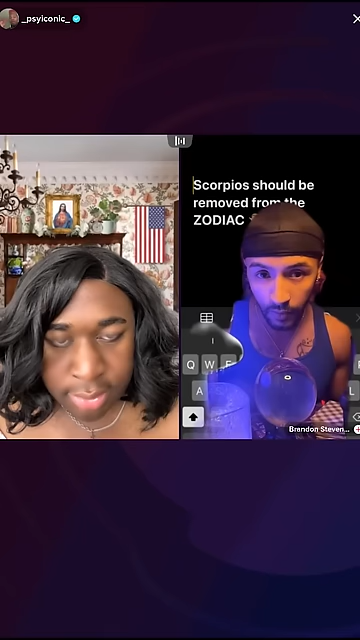 _psyiconic_
Scorpios should be
removed from the
ZODIAC
Q W E
A
L
Brandon Steven...